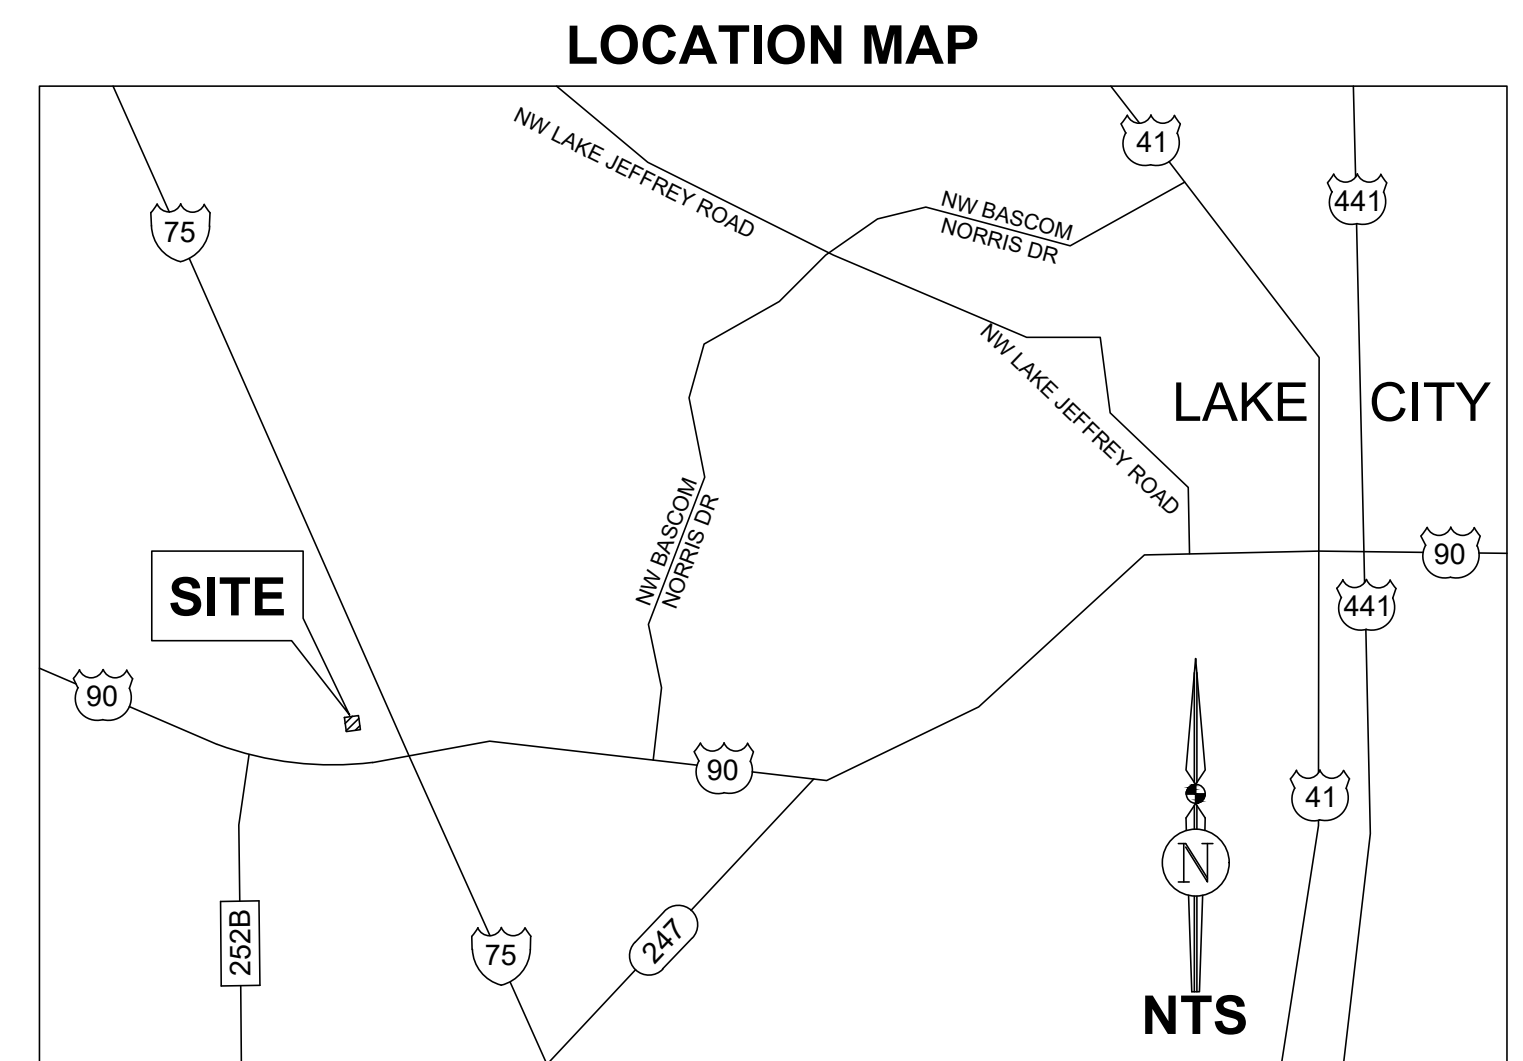 LOCATION MAP
NW LAKE JEFFREY ROAD
41
NW BASCOM
NORRIS DR
441
75
NW LAKE JEFFREY ROAD
LAKE CITY
NW BASCOM
NORRIS DR
90
SITE
441
90
90
41
N
252B
75
247
NTS